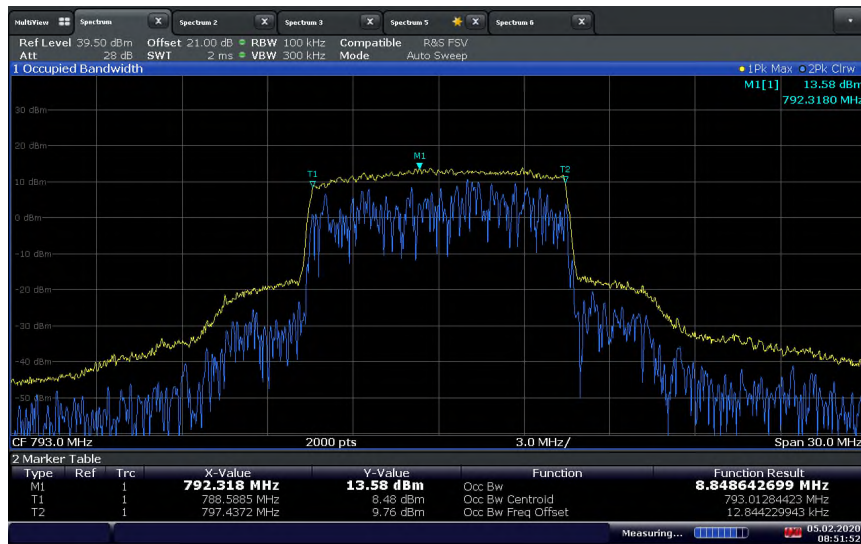 MultiView Spectrum X Spectrum 2 X Spectrum 3 X Spectrum 5 X Spectrum 6 X
Ref Level 39.50 dBm Offset 21.00 dB RBW 100 kHz Compatible R&S FSV
Att 28 dB SWT 2 ms VBW 300 kHz Mode Auto Sweep
1 Occupied Bandwidth 1Pk Max 2Pk Clrw
M1[1] 13.58 dBm
792.3180 MHz
30 dBm
20 dBm
M1
T1 T2
10 dBm
0 dBm
-10 dBm
-20 dBm
-30 dBm
-40 dBm
-50 dBm
CF 793.0 MHz 2000 pts 3.0 MHz/ Span 30.0 MHz
2 Marker Table
Type Ref Trc X-Value Y-Value Function Function Result
M1 1 792.318 MHz 13.58 dBm Occ Bw 8.848642699 MHz
T1 1 788.5885 MHz 8.48 dBm Occ Bw Centroid 793.01284423 MHz
T2 1 797.4372 MHz 9.76 dBm Occ Bw Freq Offset 12.844229943 kHz
Measuring... 05.02.2020
08:51:52